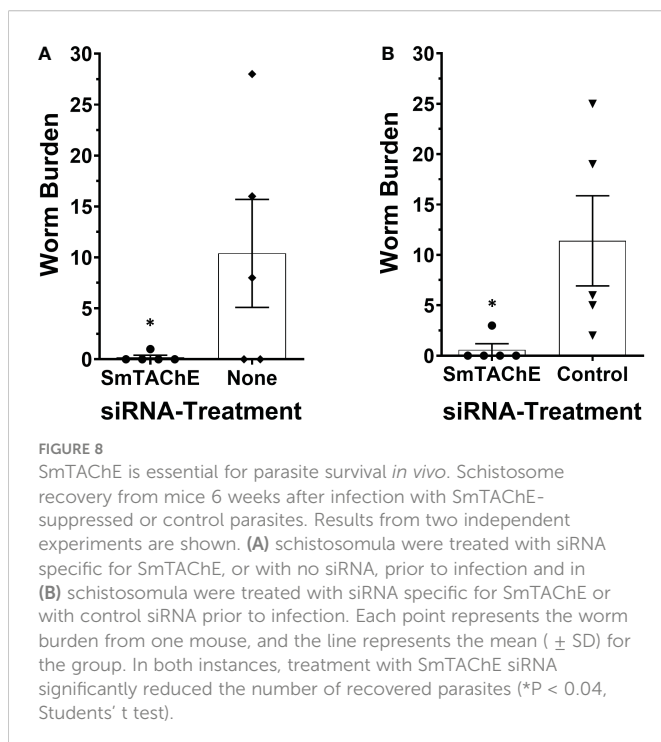 A
30
25
20
15
10
5
0
Worm Burden
*
SmTAChE None
siRNA-Treatment
B
30
25
20
15
10
5
0
Worm Burden
*
SmTAChE Control
siRNA-Treatment
FIGURE 8
SmTAChE is essential for parasite survival in vivo. Schistosome
recovery from mice 6 weeks after infection with SmTAChE-
suppressed or control parasites. Results from two independent
experiments are shown. (A) schistosomula were treated with siRNA
specific for SmTAChE, or with no siRNA, prior to infection and in
(B) schistosomula were treated with siRNA specific for SmTAChE or
with control siRNA prior to infection. Each point represents the worm
burden from one mouse, and the line represents the mean ( ± SD) for
the group. In both instances, treatment with SmTAChE siRNA
significantly reduced the number of recovered parasites (*P < 0.04,
Students’ t test).